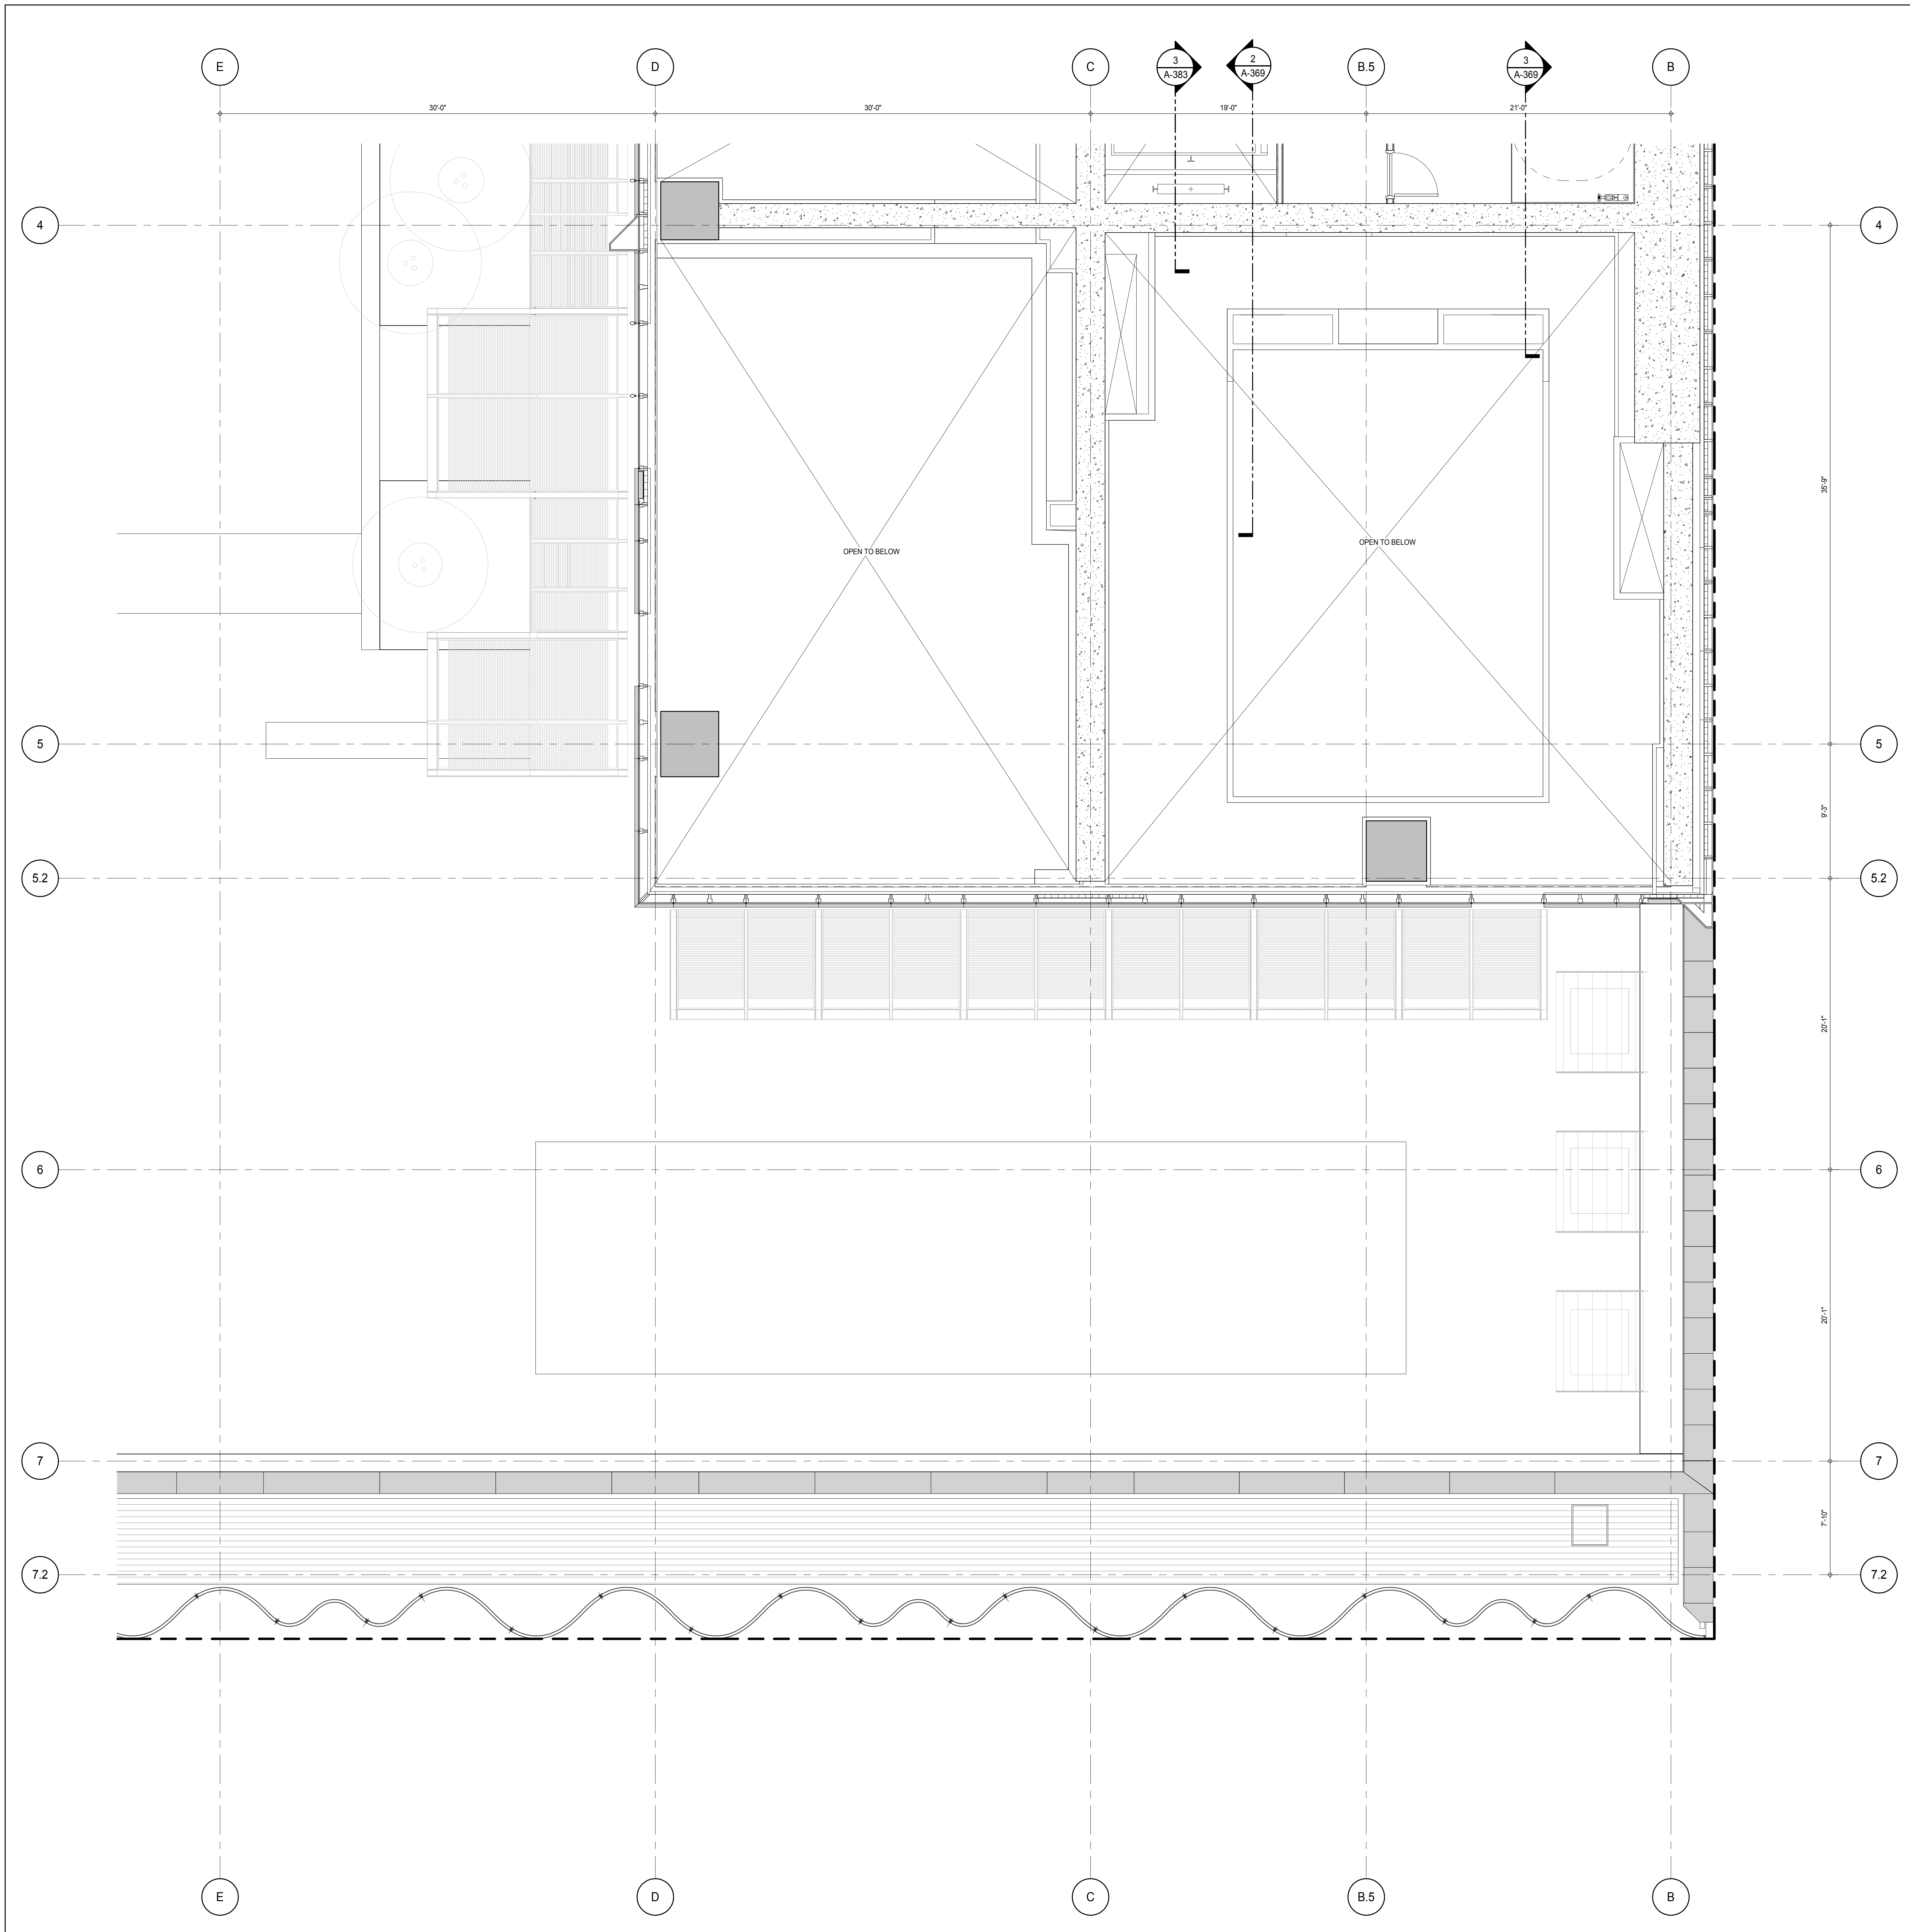 E
D
C
3
A-383
2
A-369
B.5
3
A-369
B
30'-0"
30'-0"
19'-0"
21'-0"
4
4
35'-9"
OPEN TO BELOW
OPEN TO BELOW
5
5
9'-3"
5.2
5.2
20'-1"
6
6
20'-1"
7
7
7'-10"
7.2
7.2
E
D
C
B.5
B